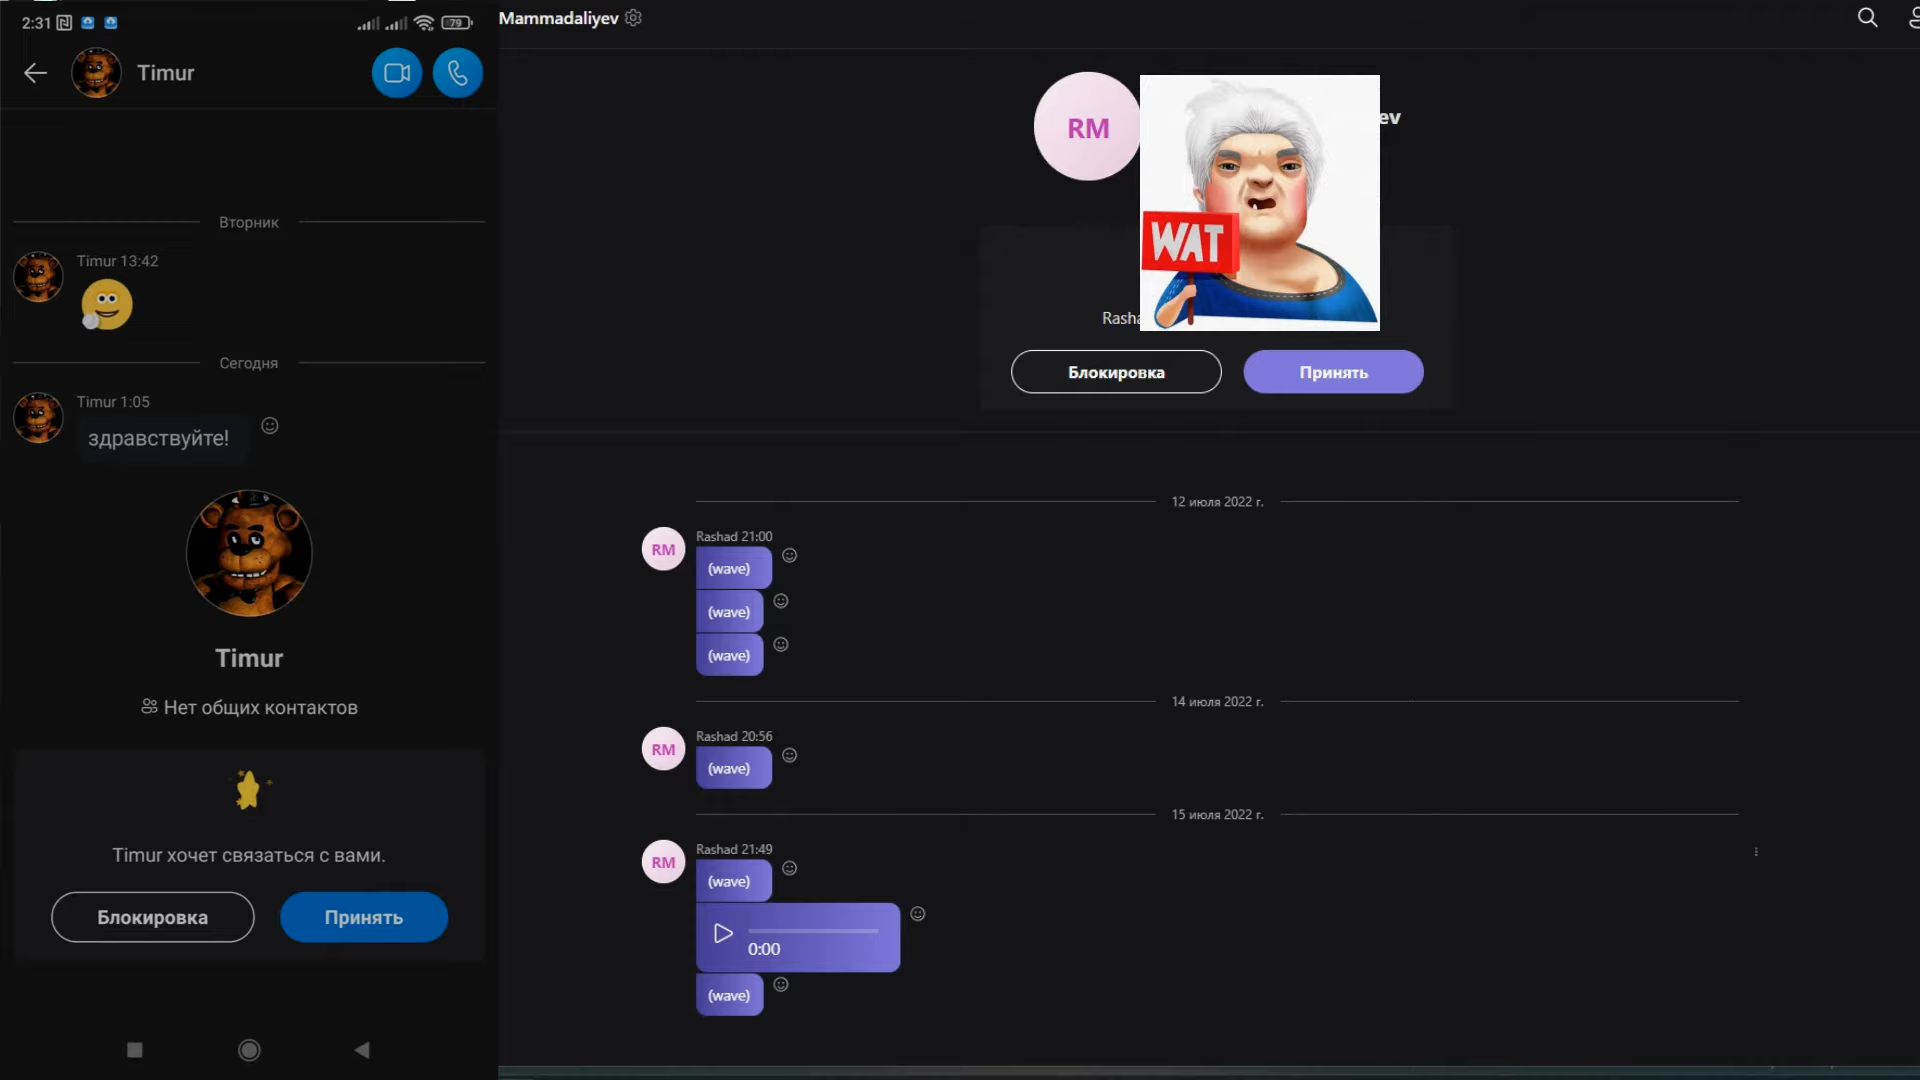 2:31
79
Timur
Вторник
Timur 13:42
Сегодня
Timur 1:05
здравствуйте!
Timur
Нет общих контактов
Timur хочет связаться с вами.
Блокировка
Принять
Mammadaliyev
RM
ev
WAT
Rasha
Блокировка
Принять
12 июля 2022 г.
RM
Rashad 21:00
(wave)
(wave)
(wave)
14 июля 2022 г.
RM
Rashad 20:56
(wave)
15 июля 2022 г.
RM
Rashad 21:49
(wave)
0:00
(wave)